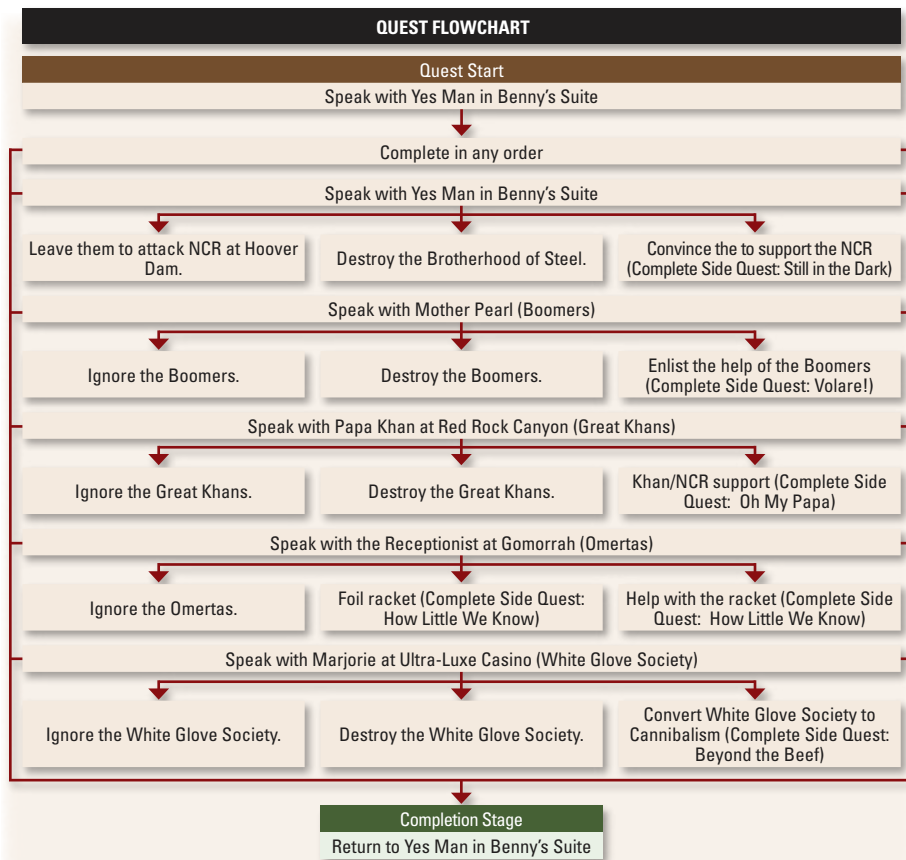 QUEST FLOWCHART
Quest Start
Speak with Yes Man in Benny's Suite
Complete in any order
Speak with Yes Man in Benny's Suite
Leave them to attack NCR at Hoover
Dam.
Destroy the Brotherhood of Steel.
Convince the to support the NCR
(Complete Side Quest: Still in the Dark)
Speak with Mother Pearl (Boomers)
Ignore the Boomers.
Destroy the Boomers.
Enlist the help of the Boomers
(Complete Side Quest: Volare!)
Speak with Papa Khan at Red Rock Canyon (Great Khans)
Ignore the Great Khans.
Destroy the Great Khans.
Khan/NCR support (Complete Side
Quest: Oh My Papa)
Speak with the Receptionist at Gomorrah (Omertas)
Ignore the Omertas.
Foil racket (Complete Side Quest:
How Little We Know)
Help with the racket (Complete Side
Quest: How Little We Know)
Speak with Marjorie at Ultra-Luxe Casino (White Glove Society)
Ignore the White Glove Society.
Destroy the White Glove Society.
Convert White Glove Society to
Cannibalism (Complete Side Quest:
Beyond the Beef)
Completion Stage
Return to Yes Man in Benny's Suite